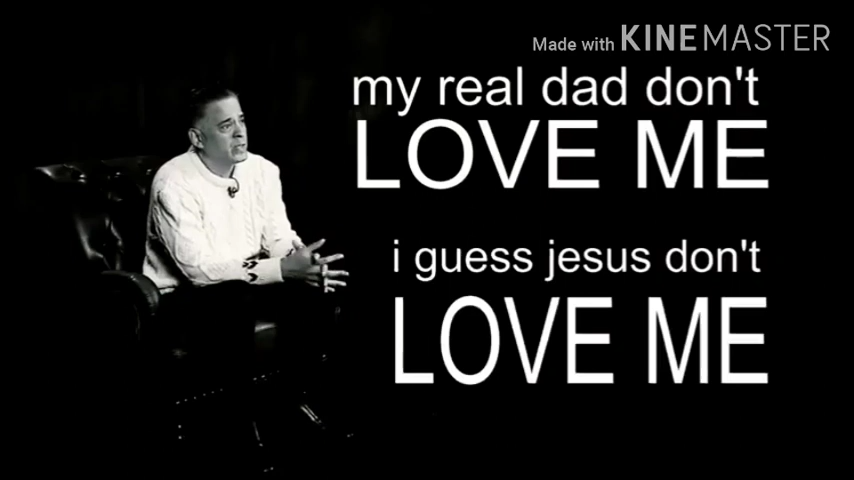 Made with KINEMASTER
my real dad don't
LOVE ME
i guess jesus don't
LOVE ME